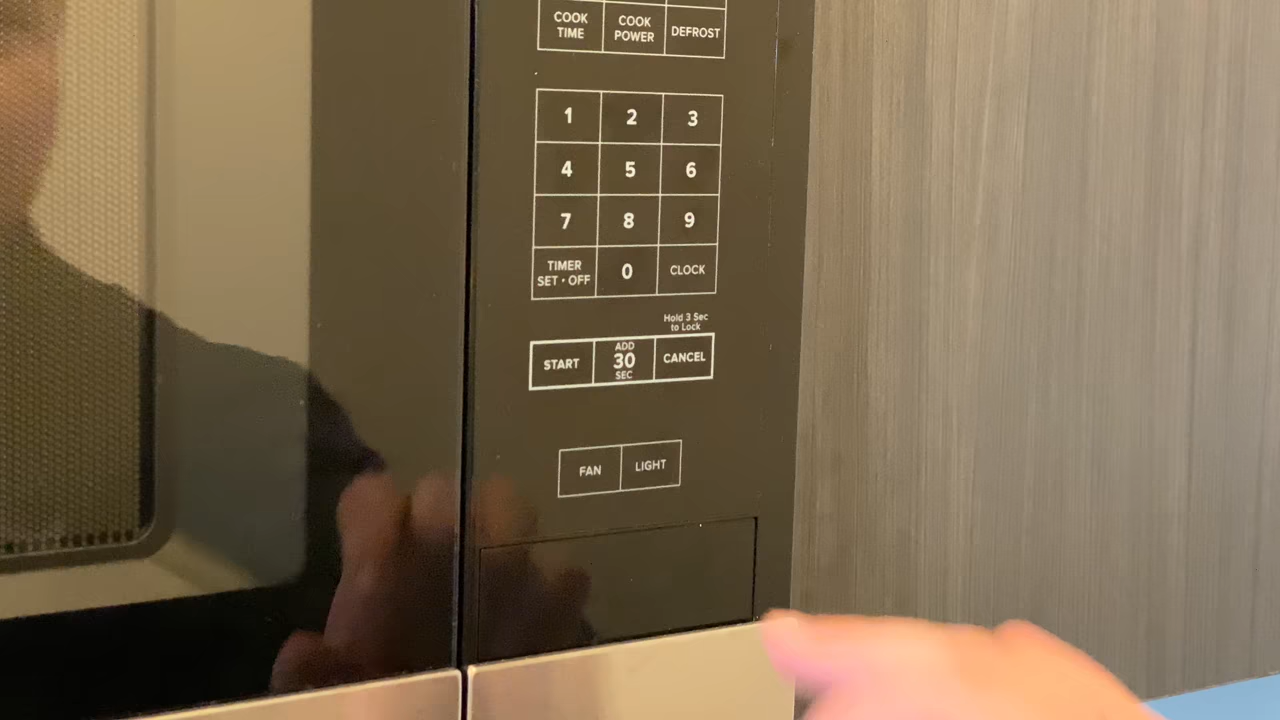 COOK
TIME
COOK
POWER
DEFROST
1
2
3
4
5
6
7
8
9
TIMER
SET • OFF
0
CLOCK
Hold 3 Sec
to Lock
START
ADD
30
SEC
CANCEL
FAN
LIGHT